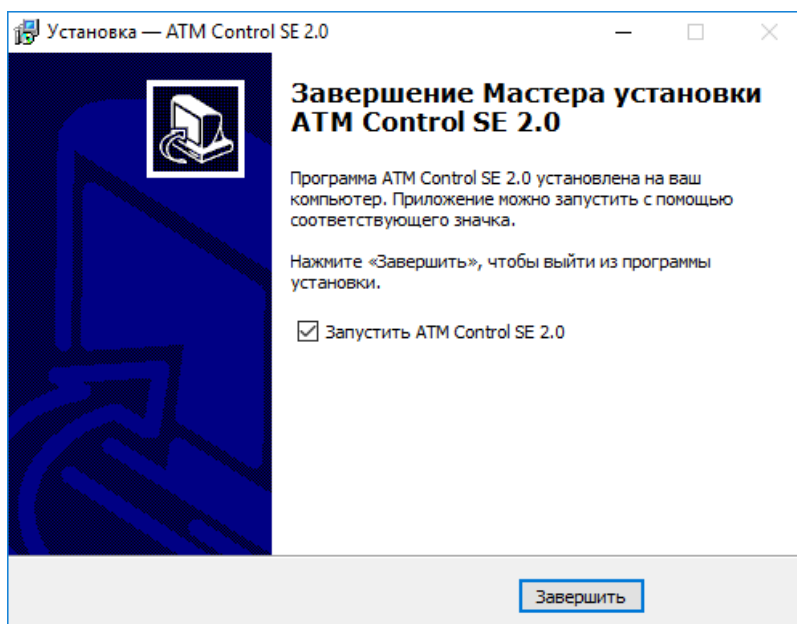 Установка — ATM Control SE 2.0
Завершение Мастера установки
ATM Control SE 2.0
Программа ATM Control SE 2.0 установлена на ваш
компьютер. Приложение можно запустить с помощью
соответствующего значка.
Нажмите «Завершить», чтобы выйти из программы
установки.
Запустить ATM Control SE 2.0
Завершить